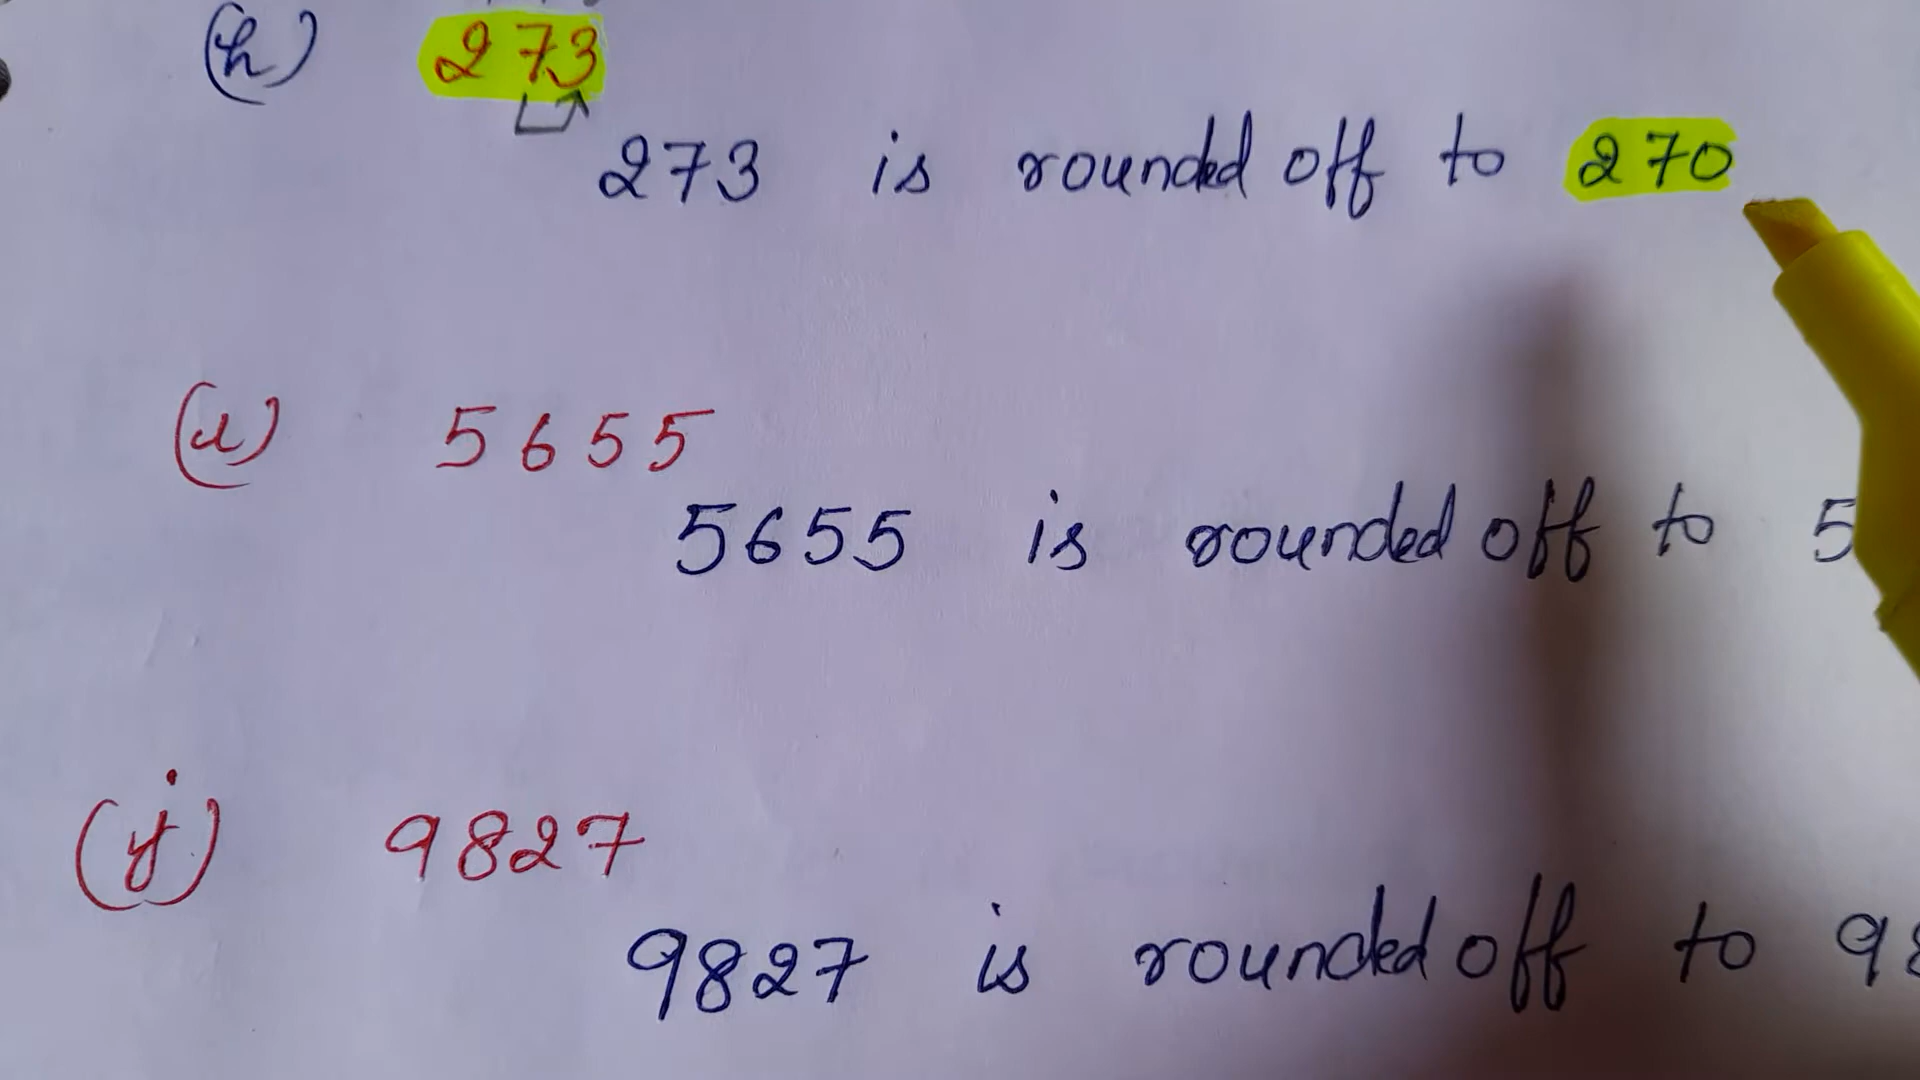 (h) 273
273 is rounded off to 270
(i) 5655
5655 is rounded off to 5
(j) 9827
9827 is rounded off to 98